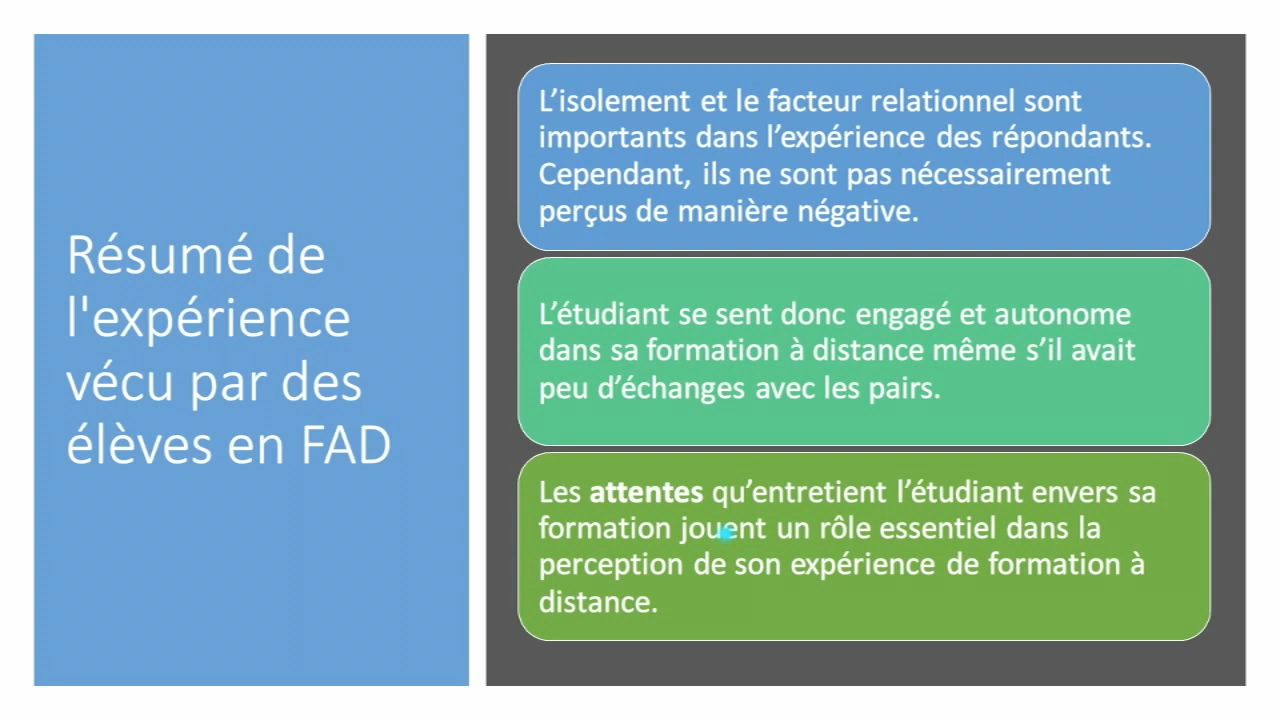 Résumé de
l'expérience
vécu par des
élèves en FAD
L’isolement et le facteur relationnel sont
importants dans l’expérience des répondants.
Cependant, ils ne sont pas nécessairement
perçus de manière négative.
L’étudiant se sent donc engagé et autonome
dans sa formation à distance même s’il avait
peu d’échanges avec les pairs.
Les attentes qu’entretient l’étudiant envers sa
formation jouent un rôle essentiel dans la
perception de son expérience de formation à
distance.